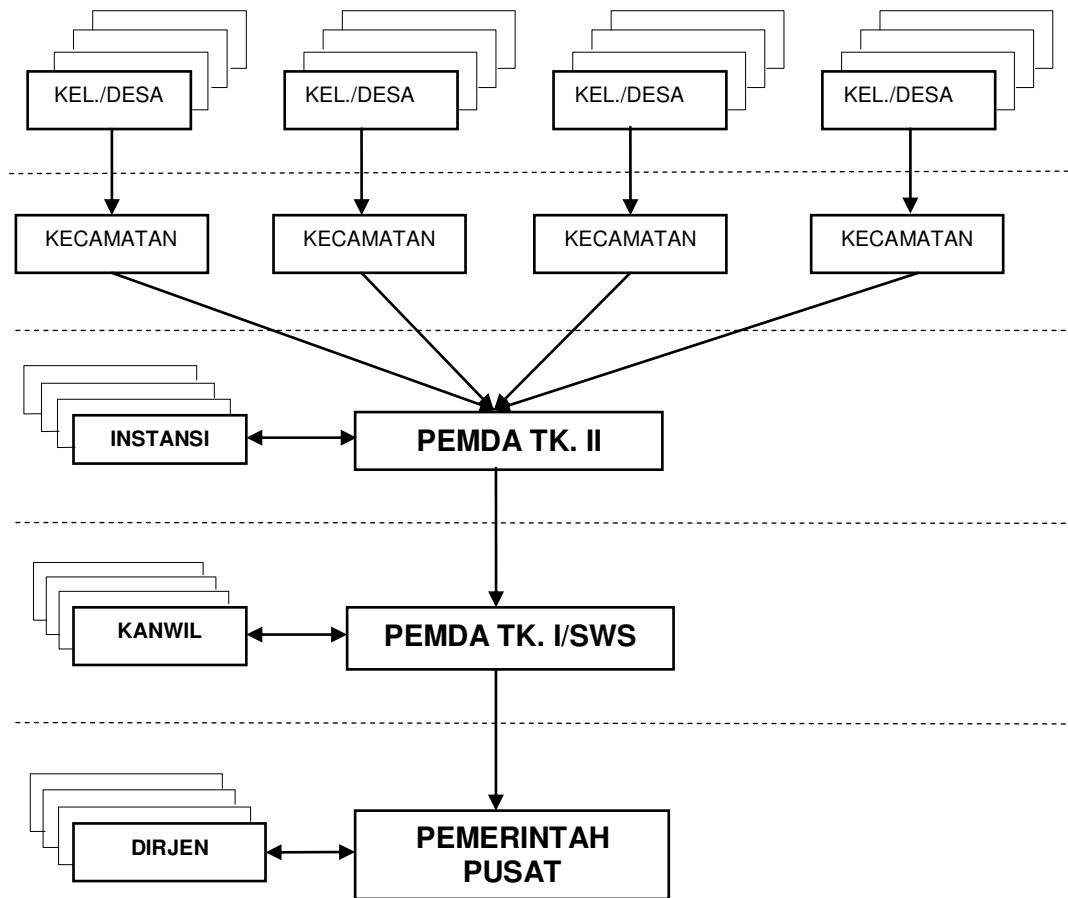 KEL./DESA
KEL./DESA
KEL./DESA
KEL./DESA
KECAMATAN
KECAMATAN
KECAMATAN
KECAMATAN
INSTANSI
PEMDA TK. II
KANWIL
PEMDA TK. I/SWS
DIRJEN
PEMERINTAH
PUSAT